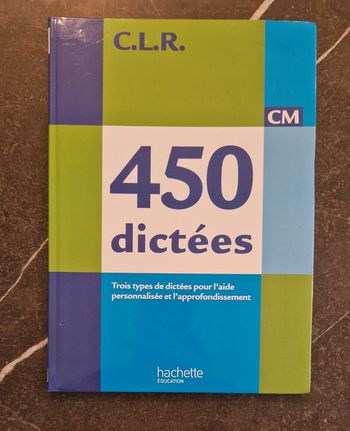 C.L.R.
CM
450
dictées
Trois types de dictées pour l'aide
personnalisée et l'approfondissement
hachette
ÉDUCATION